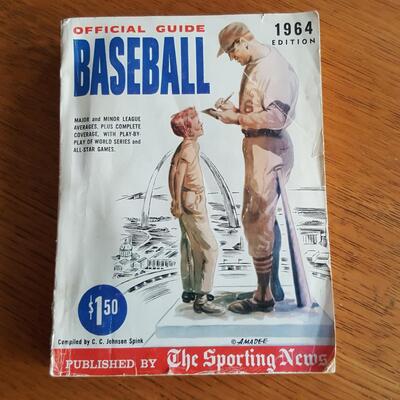 OFFICIAL GUIDE
1964
EDITION
BASEBALL
MAJOR and MINOR LEAGUE
AVERAGES, PLUS COMPLETE
COVERAGE, WITH PLAY-BY-
PLAY OF WORLD SERIES and
ALL-STAR GAMES.
$1 50
© AMADEE
Compiled by C. C. Johnson Spink
PUBLISHED BY The Sporting News